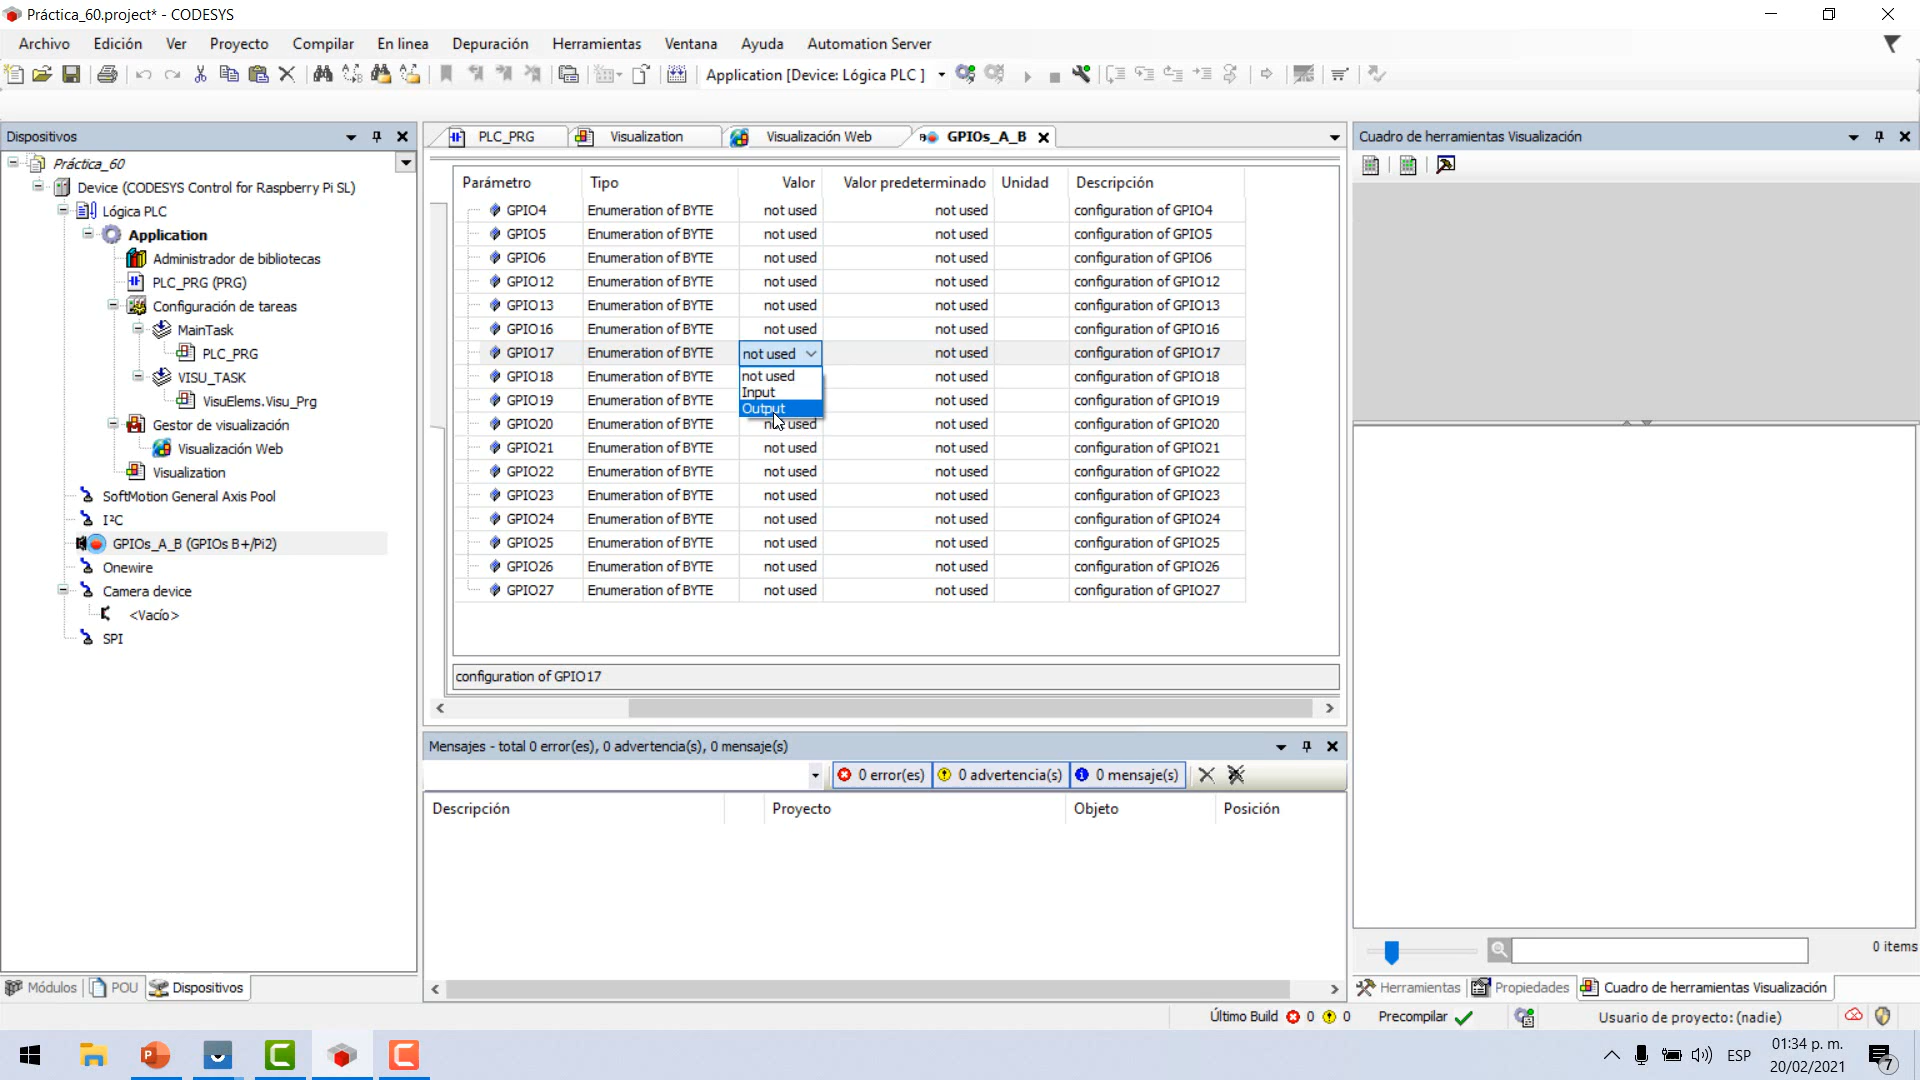 Práctica_60.project* - CODESYS
Archivo Edición Ver Proyecto Compilar En linea Depuración Herramientas Ventana Ayuda Automation Server
Application [Device: Lógica PLC ]
Dispositivos
Práctica_60
Device (CODESYS Control for Raspberry Pi SL)
Lógica PLC
Application
Administrador de bibliotecas
PLC_PRG (PRG)
Configuración de tareas
MainTask
PLC_PRG
VISU_TASK
VisuElems.Visu_Prg
Gestor de visualización
Visualización Web
Visualization
SoftMotion General Axis Pool
I²C
GPIOs_A_B (GPIOs B+/Pi2)
Onewire
Camera device
<Vacío>
SPI
Módulos POU Dispositivos
PLC_PRG Visualization Visualización Web GPIOs_A_B
Parámetro Tipo Valor Valor predeterminado Unidad Descripción
GPIO4 Enumeration of BYTE not used not used configuration of GPIO4
GPIO5 Enumeration of BYTE not used not used configuration of GPIO5
GPIO6 Enumeration of BYTE not used not used configuration of GPIO6
GPIO12 Enumeration of BYTE not used not used configuration of GPIO12
GPIO13 Enumeration of BYTE not used not used configuration of GPIO13
GPIO16 Enumeration of BYTE not used not used configuration of GPIO16
GPIO17 Enumeration of BYTE not used not used configuration of GPIO17
GPIO18 Enumeration of BYTE not used not used configuration of GPIO18
Input
GPIO19 Enumeration of BYTE Output not used configuration of GPIO19
GPIO20 Enumeration of BYTE not used not used configuration of GPIO20
GPIO21 Enumeration of BYTE not used not used configuration of GPIO21
GPIO22 Enumeration of BYTE not used not used configuration of GPIO22
GPIO23 Enumeration of BYTE not used not used configuration of GPIO23
GPIO24 Enumeration of BYTE not used not used configuration of GPIO24
GPIO25 Enumeration of BYTE not used not used configuration of GPIO25
GPIO26 Enumeration of BYTE not used not used configuration of GPIO26
GPIO27 Enumeration of BYTE not used not used configuration of GPIO27
configuration of GPIO17
Mensajes - total 0 error(es), 0 advertencia(s), 0 mensaje(s)
0 error(es) 0 advertencia(s) 0 mensaje(s)
Descripción Proyecto Objeto Posición
Cuadro de herramientas Visualización
0 items
Herramientas Propiedades Cuadro de herramientas Visualización
Último Build 0 0 Precompilar Usuario de proyecto: (nadie)
ESP
01:34 p. m.
20/02/2021
7